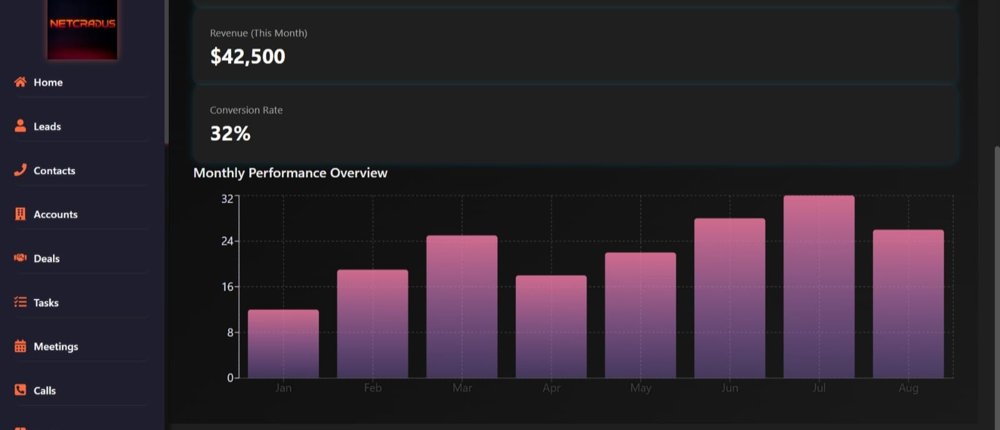 NETCRADUS
Home
Leads
Contacts
Accounts
Deals
Tasks
Meetings
Calls
Revenue (This Month)
$42,500
Conversion Rate
32%
Monthly Performance Overview
32
24
16
8
0
Jan Feb Mar Apr May Jun Jul Aug